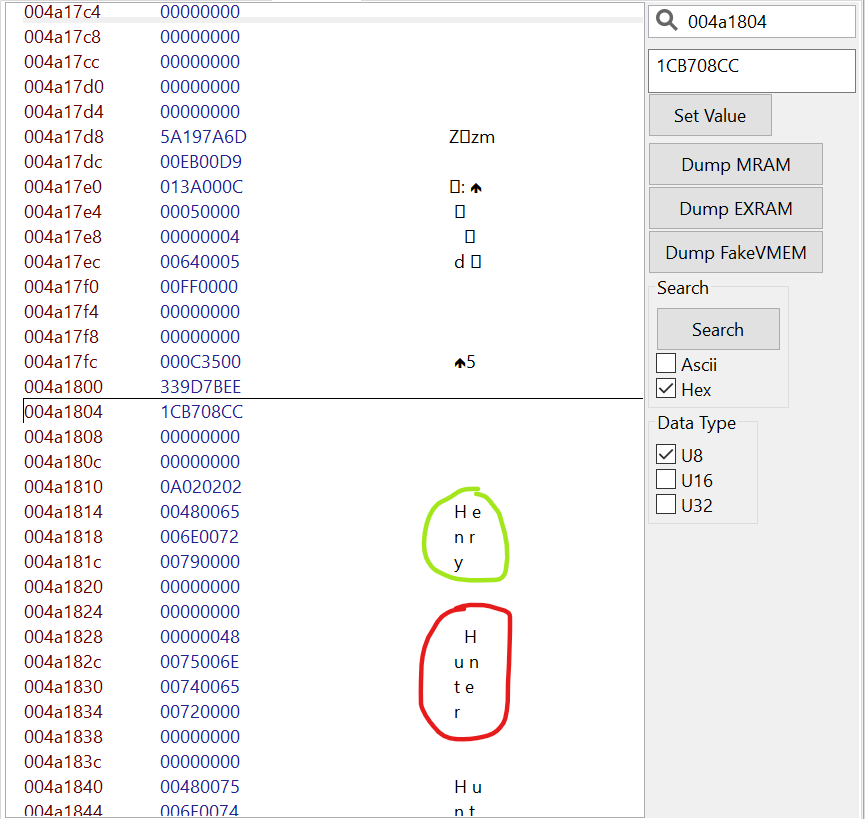 004a17c4 00000000
004a17c8 00000000
004a17cc 00000000
004a17d0 00000000
004a17d4 00000000
004a17d8 5A197A6D Z▯zm
004a17dc 00EB00D9
004a17e0 013A000C ▯: ♠
004a17e4 00050000 ▯
004a17e8 00000004 ▯
004a17ec 00640005 d ▯
004a17f0 00FF0000
004a17f4 00000000
004a17f8 00000000
004a17fc 000C3500 ♠5
004a1800 339D7BEE
004a1804 1CB708CC
004a1808 00000000
004a180c 00000000
004a1810 0A020202
004a1814 00480065 H e
004a1818 006E0072 n r
004a181c 00790000 y
004a1820 00000000
004a1824 00000000
004a1828 00000048 H
004a182c 0075006E u n
004a1830 00740065 t e
004a1834 00720000 r
004a1838 00000000
004a183c 00000000
004a1840 00480075 H u
004a1844 006E0074 n t
004a1804
1CB708CC
Set Value
Dump MRAM
Dump EXRAM
Dump FakeVMEM
Search
Search
Ascii
Hex
Data Type
U8
U16
U32